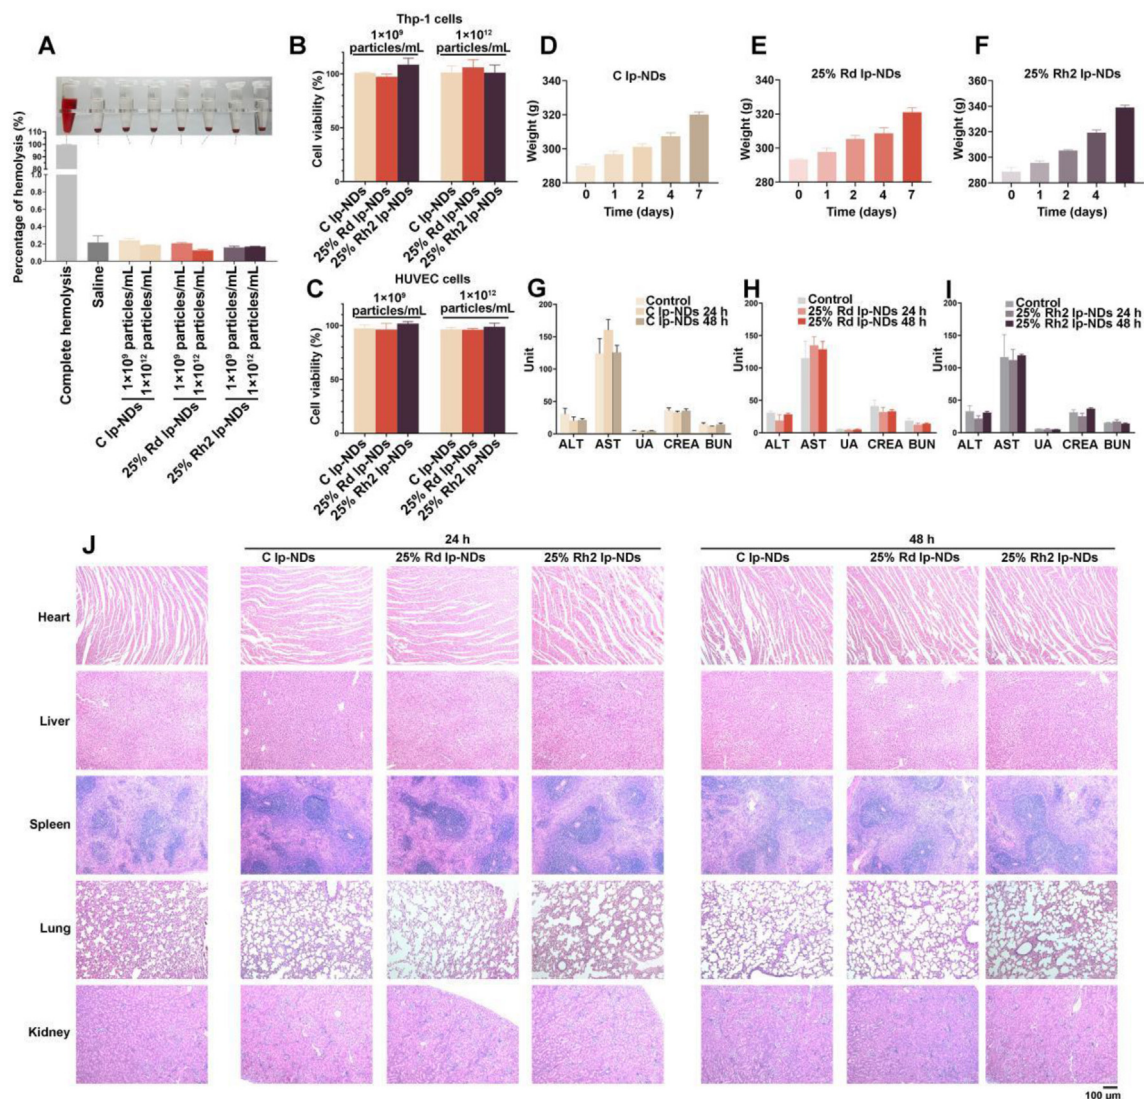 A
Percentage of hemolysis (%)
110
100
90
1.0
0.8
0.6
0.4
0.2
0.0
Complete hemolysis
Saline
1×10⁹ particles/mL
1×10¹² particles/mL
1×10⁹ particles/mL
1×10¹² particles/mL
1×10⁹ particles/mL
1×10¹² particles/mL
C lp-NDs
25% Rd lp-NDs
25% Rh2 lp-NDs
B
Thp-1 cells
1×10⁹ particles/mL
1×10¹² particles/mL
Cell viability (%)
100
50
0
C lp-NDs
25% Rd lp-NDs
25% Rh2 lp-NDs
C lp-NDs
25% Rd lp-NDs
25% Rh2 lp-NDs
C
HUVEC cells
1×10⁹ particles/mL
1×10¹² particles/mL
Cell viability (%)
100
50
0
C lp-NDs
25% Rd lp-NDs
25% Rh2 lp-NDs
C lp-NDs
25% Rd lp-NDs
25% Rh2 lp-NDs
D
C lp-NDs
Weight (g)
340
320
300
280
0 1 2 4 7
Time (days)
E
25% Rd lp-NDs
Weight (g)
340
320
300
280
0 1 2 4 7
Time (days)
F
25% Rh2 lp-NDs
Weight (g)
360
340
320
300
280
0 1 2 4
Time (days)
G
Control
C lp-NDs 24 h
C lp-NDs 48 h
Unit
200
150
100
50
0
ALT AST UA CREA BUN
H
Control
25% Rd lp-NDs 24 h
25% Rd lp-NDs 48 h
Unit
200
150
100
50
0
ALT AST UA CREA BUN
I
Control
25% Rh2 lp-NDs 24 h
25% Rh2 lp-NDs 48 h
Unit
200
150
100
50
0
ALT AST UA CREA BUN
J
24 h
48 h
C lp-NDs 25% Rd lp-NDs 25% Rh2 lp-NDs
C lp-NDs 25% Rd lp-NDs 25% Rh2 lp-NDs
Heart
Liver
Spleen
Lung
Kidney
100 µm